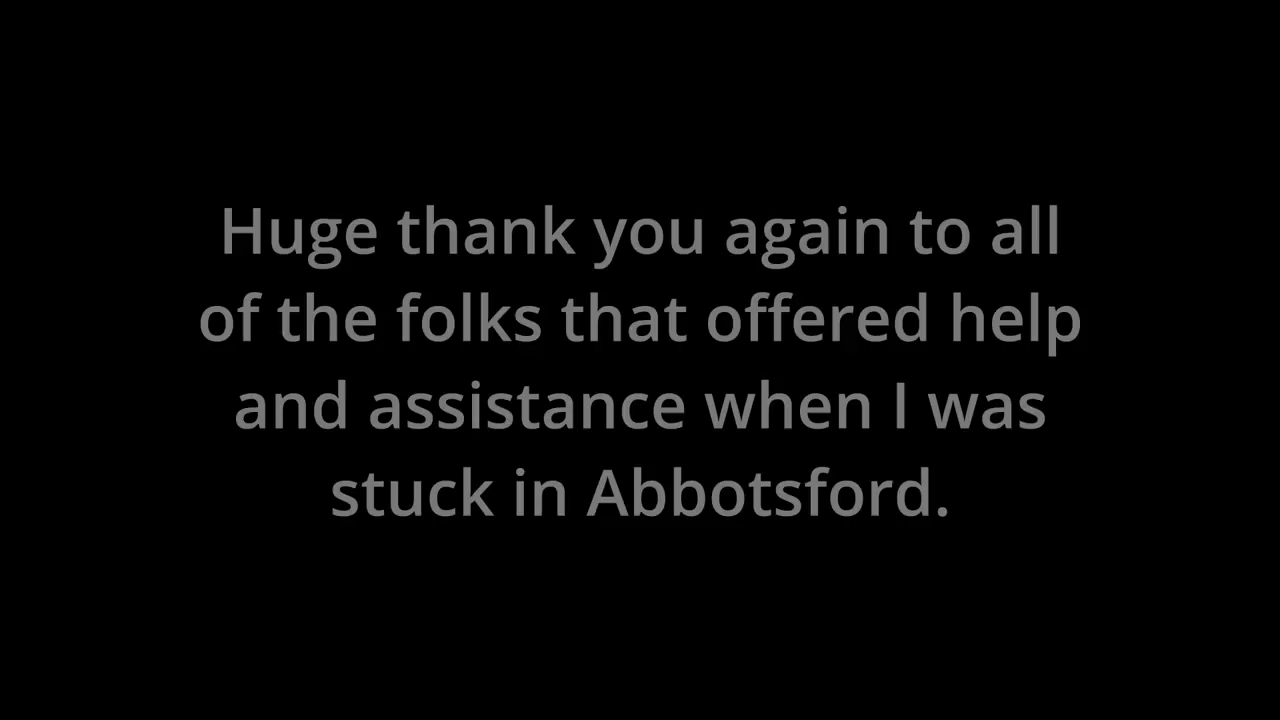 Huge thank you again to all
of the folks that offered help
and assistance when I was
stuck in Abbotsford.